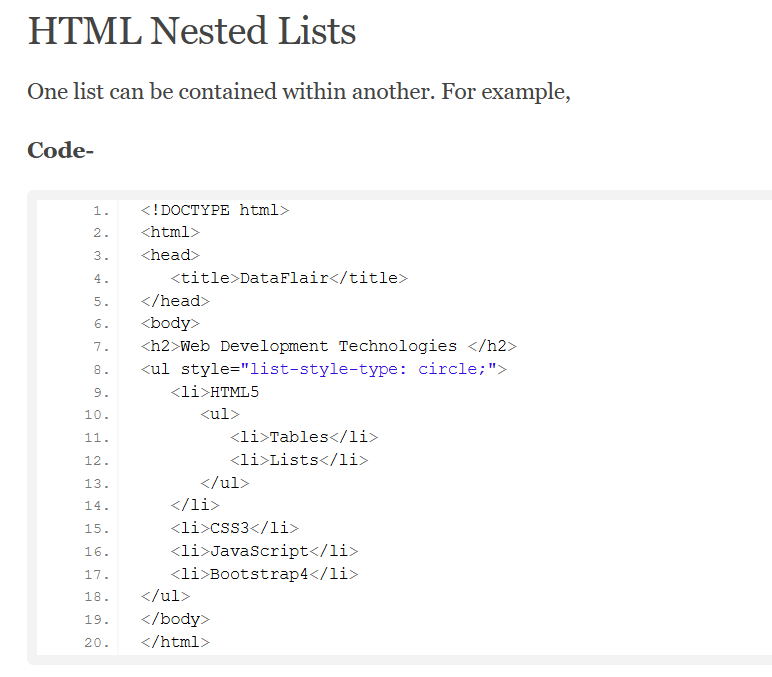 HTML Nested Lists
One list can be contained within another. For example,
Code-
1. <!DOCTYPE html>
2. <html>
3. <head>
4. <title>DataFlair</title>
5. </head>
6. <body>
7. <h2>Web Development Technologies </h2>
8. <ul style="list-style-type: circle;">
9. <li>HTML5
10. <ul>
11. <li>Tables</li>
12. <li>Lists</li>
13. </ul>
14. </li>
15. <li>CSS3</li>
16. <li>JavaScript</li>
17. <li>Bootstrap4</li>
18. </ul>
19. </body>
20. </html>